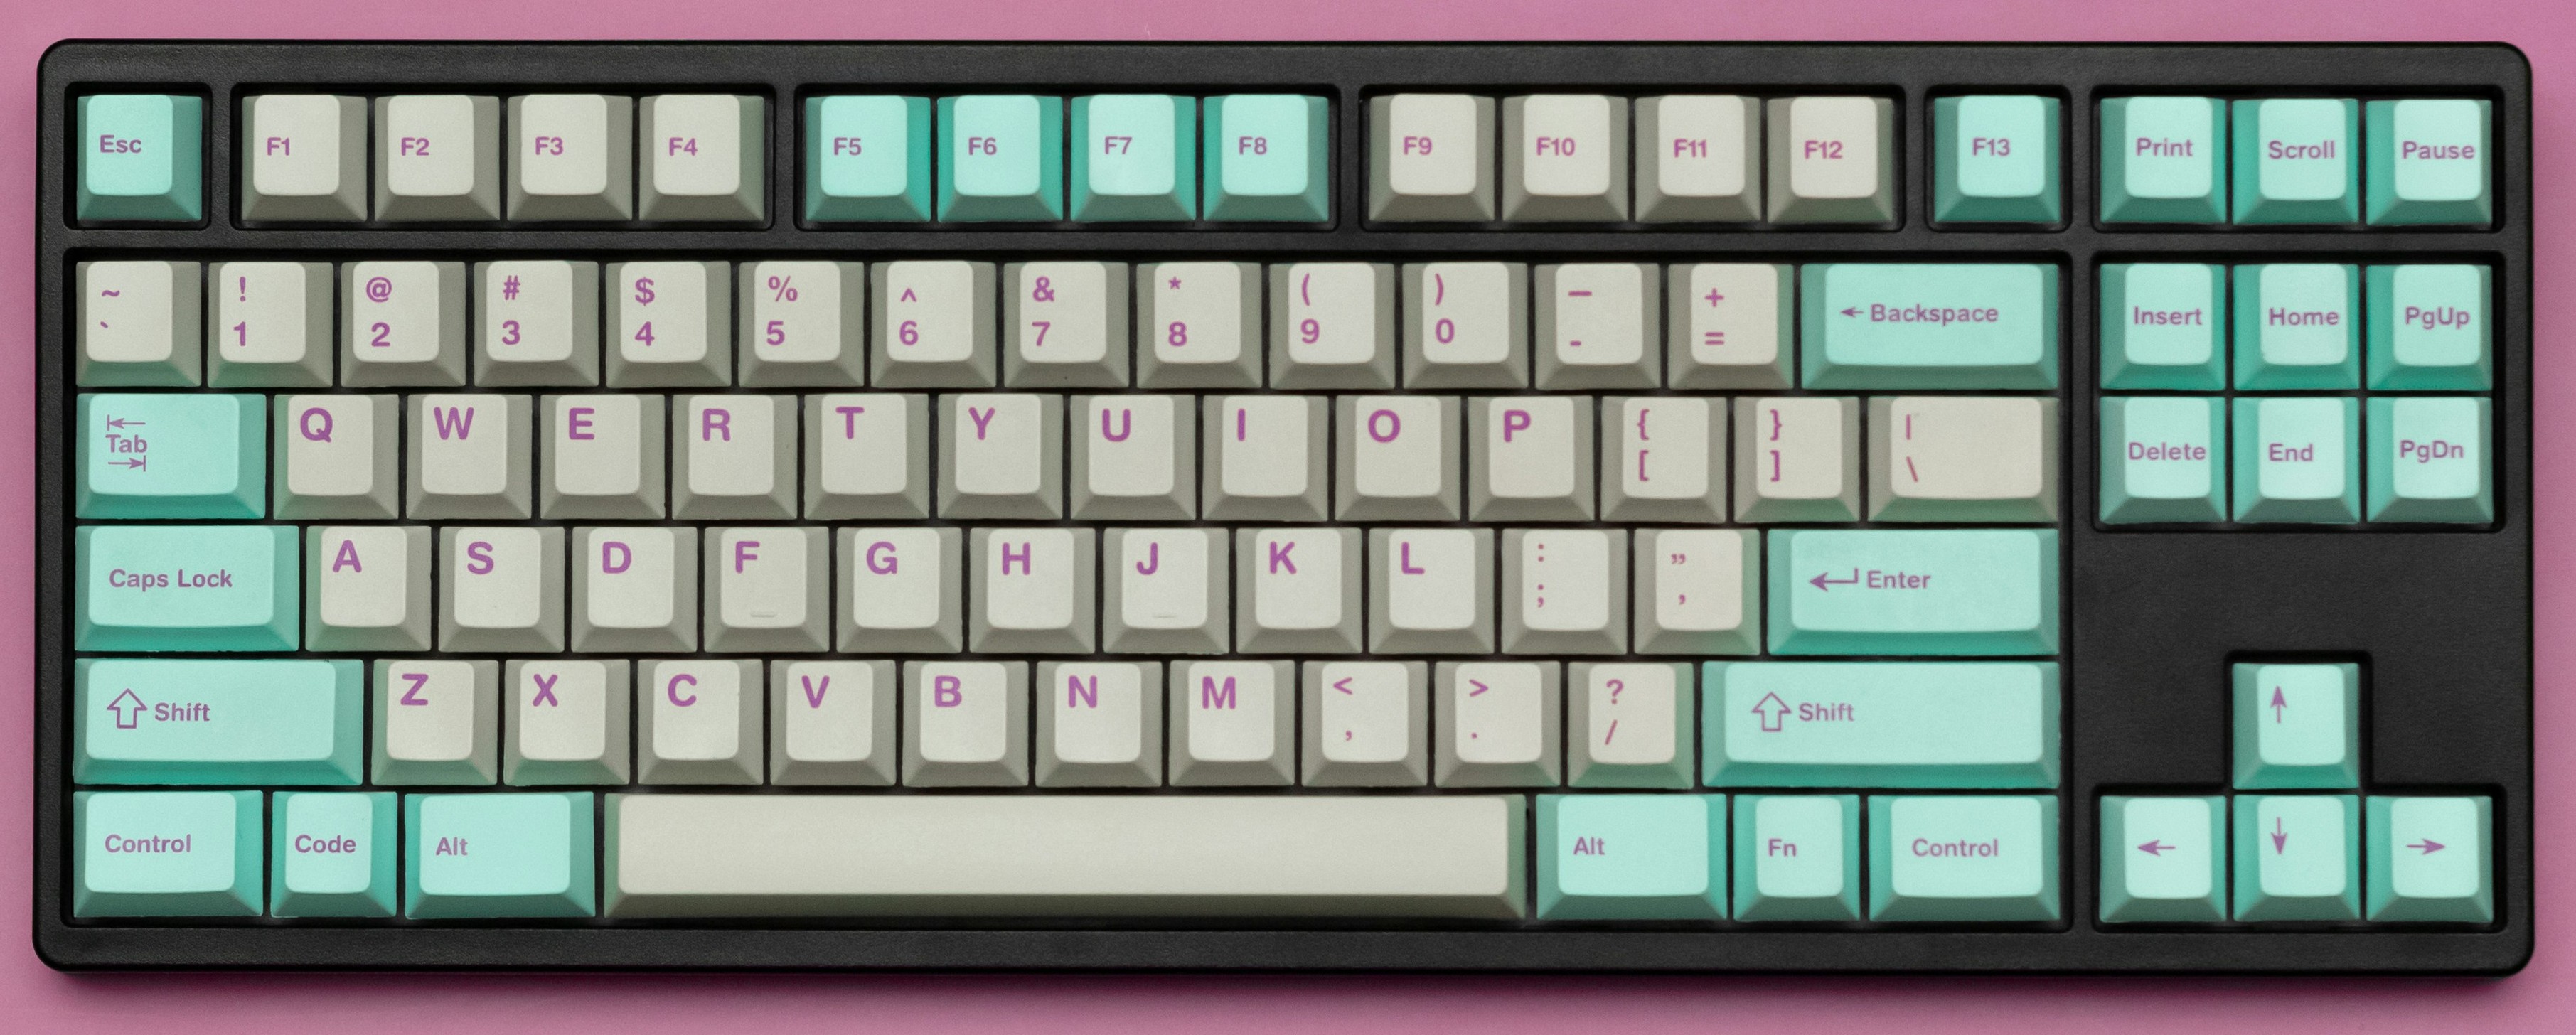 Esc F1 F2 F3 F4 F5 F6 F7 F8 F9 F10 F11 F12 F13 Print Scroll Pause
~ ! @ # $ % ^ & * ( ) — +
` 1 2 3 4 5 6 7 8 9 0 - = ← Backspace Insert Home PgUp
Tab Q W E R T Y U I O P { } |
[ ] \ Delete End PgDn
Caps Lock A S D F G H J K L : ”
; ’ Enter
Shift Z X C V B N M < > ?
, . / Shift ↑
Control Code Alt Alt Fn Control ← ↓ →